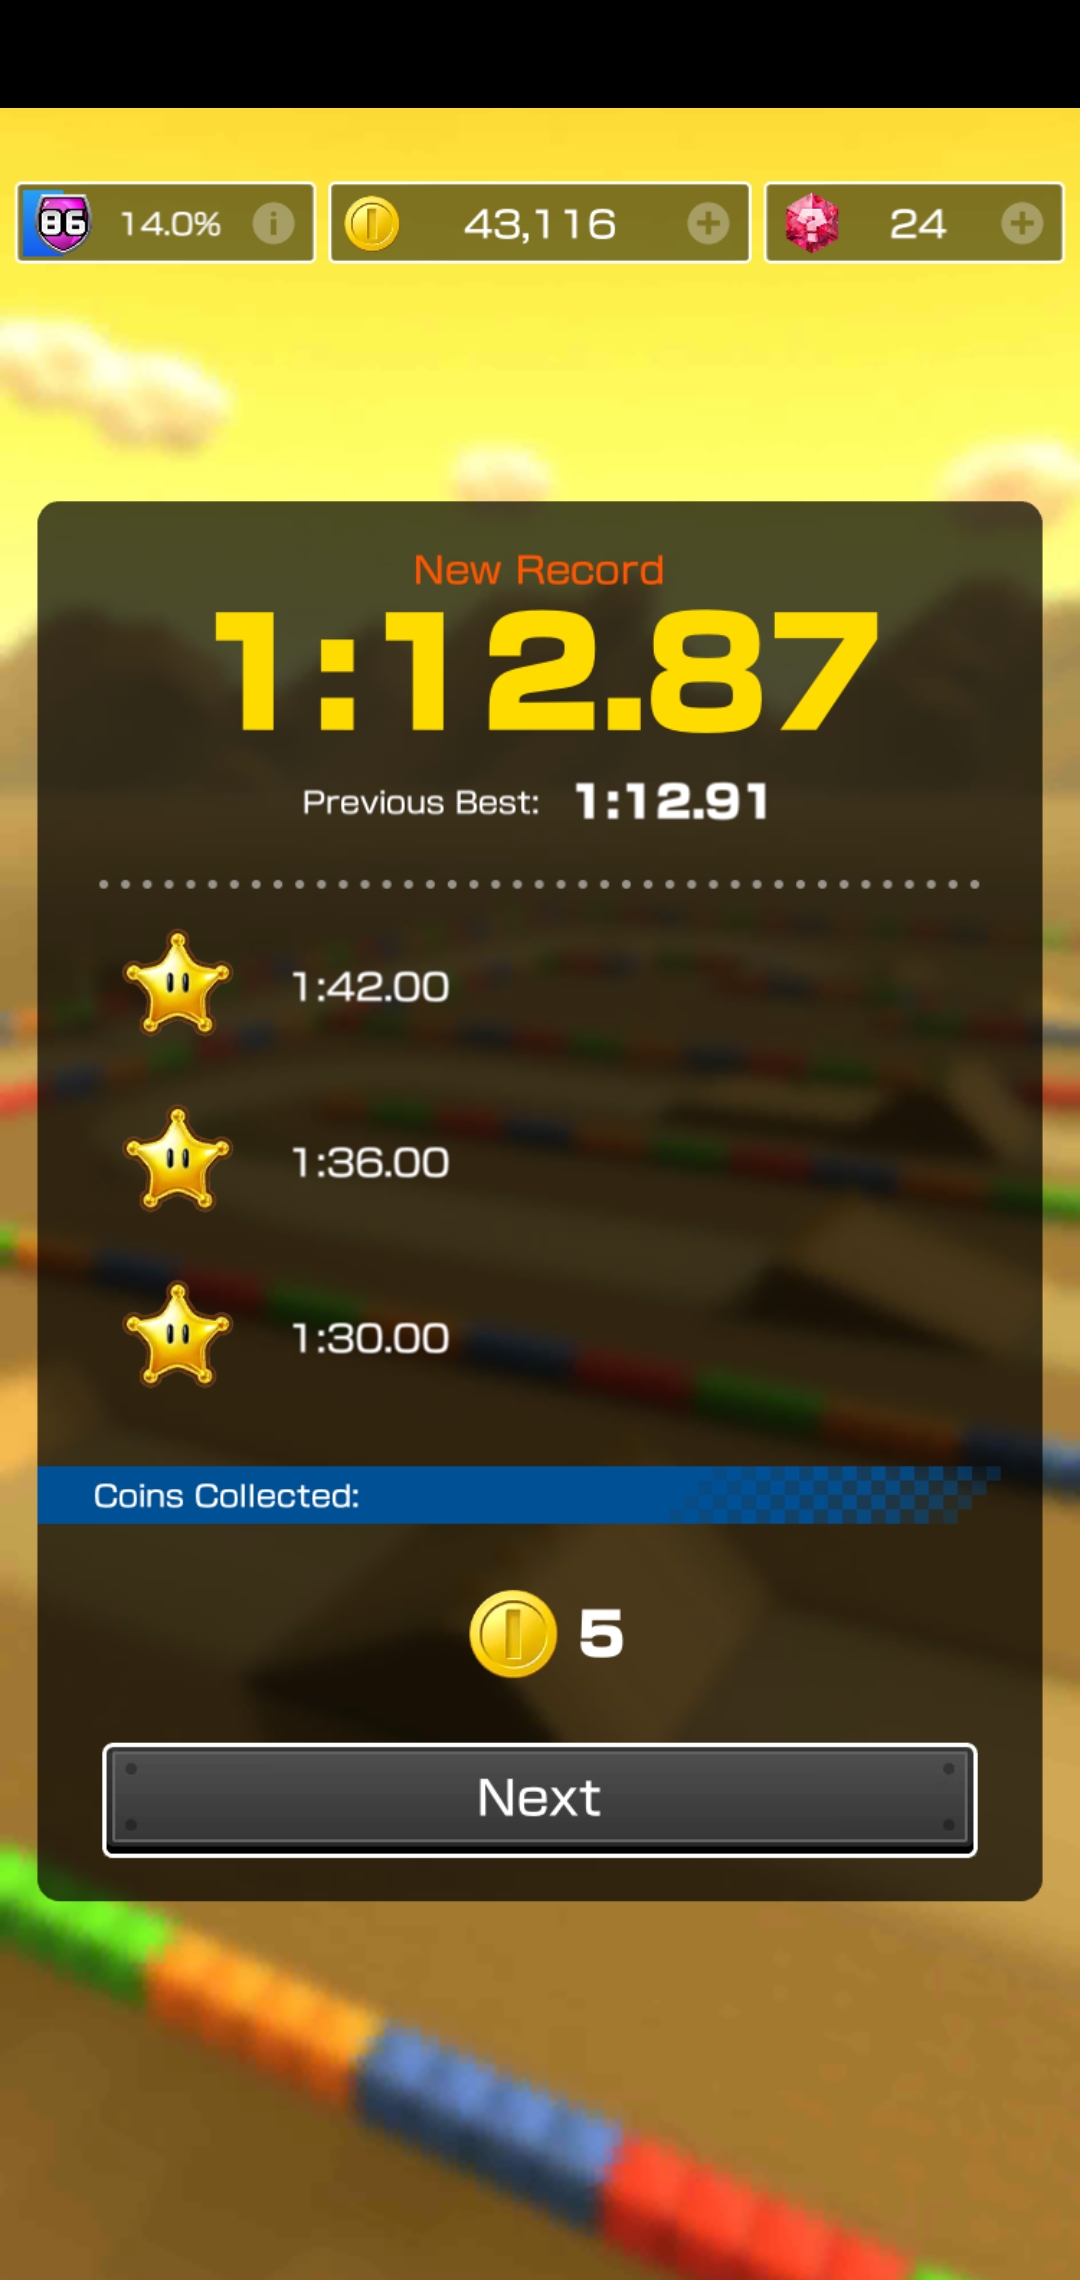 86 14.0% i 43,116 + 24 +
New Record
1:12.87
Previous Best: 1:12.91
1:42.00
1:36.00
1:30.00
Coins Collected:
5
Next